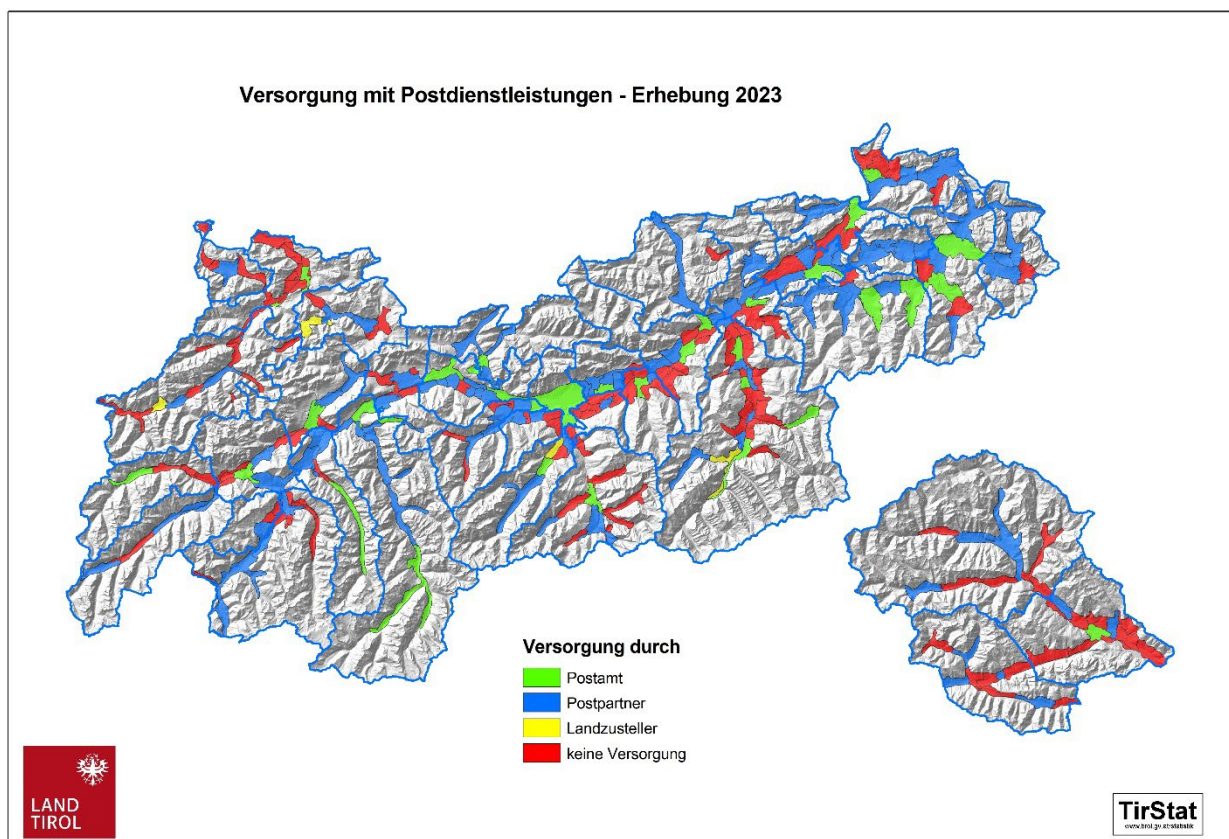 Versorgung mit Postdienstleistungen - Erhebung 2023
Versorgung durch
Postamt
Postpartner
Landzusteller
keine Versorgung
LAND
TIROL
TirStat